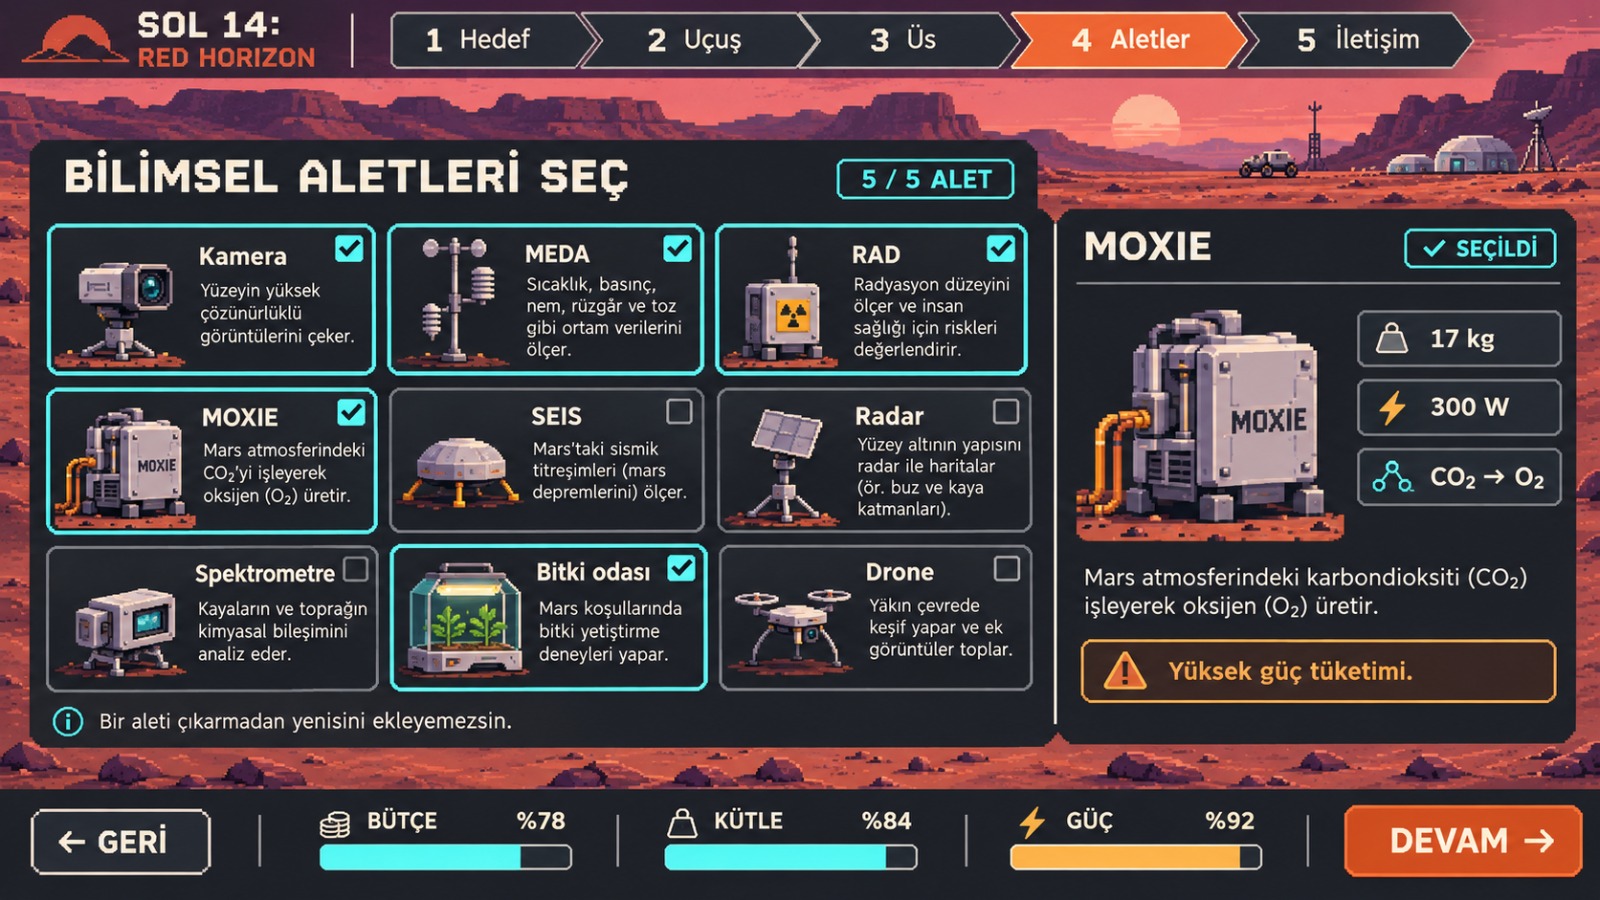 SOL 14:
RED HORIZON
1 Hedef
2 Uçuş
3 Üs
4 Aletler
5 İletişim
BİLİMSEL ALETLERİ SEÇ
5 / 5 ALET
Kamera
Yüzeyin yüksek
çözünürlüklü
görüntülerini çeker.
MEDA
Sıcaklık, basınç,
nem, rüzgâr ve toz
gibi ortam verilerini
ölçer.
RAD
Radyasyon düzeyini
ölçer ve insan
sağlığı için riskleri
değerlendirir.
MOXIE
MOXIE
Mars atmosferindeki
CO₂'yi işleyerek
oksijen (O₂) üretir.
SEIS
Mars'taki sismik
titreşimleri (mars
depremlerini) ölçer.
Radar
Yüzey altının yapısını
radar ile haritalar
(ör. buz ve kaya
katmanları).
Spektrometre
Kayaların ve toprağın
kimyasal bileşimini
analiz eder.
Bitki odası
Mars koşullarında
bitki yetiştirme
deneyleri yapar.
Drone
Yakın çevrede
keşif yapar ve ek
görüntüler toplar.
Bir aleti çıkarmadan yenisini ekleyemezsin.
MOXIE
SEÇİLDİ
MOXIE
17 kg
300 W
CO₂ → O₂
Mars atmosferindeki karbondioksiti (CO₂)
işleyerek oksijen (O₂) üretir.
Yüksek güç tüketimi.
← GERİ
BÜTÇE %78
KÜTLE %84
GÜÇ %92
DEVAM →